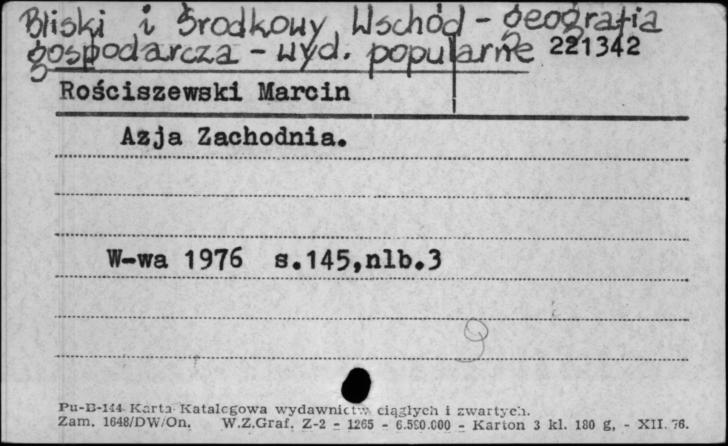 Bliski i Środkowy Wschód - geografia
gospodarcza - wyd. popularne 221342
Rościszewski Marcin
Azja Zachodnia.
W-wa 1976 s.145,nlb.3
9
Pu-B-144 Karta Katalogowa wydawnictw ciągłych i zwartych.
Zam. 1648/DW/On. W.Z.Graf. Z-2 - 1265 - 6.500.000 - Karton 3 kl. 180 g, - XII. 76.